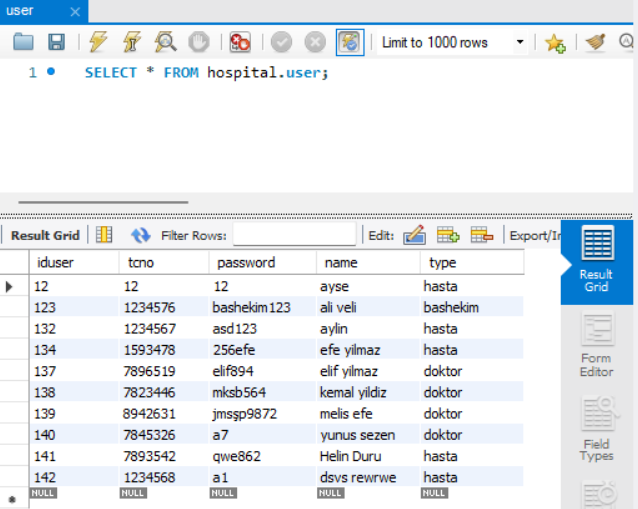 user ×
Limit to 1000 rows
1 SELECT * FROM hospital.user;
Result Grid Filter Rows: Edit: Export/Ir
iduser tcno password name type
12 12 12 ayse hasta
123 1234576 bashekim123 ali veli bashekim
132 1234567 asd123 aylin hasta
134 1593478 256efe efe yilmaz hasta
137 7896519 elif894 elif yilmaz doktor
138 7823446 mksb564 kemal yildiz doktor
139 8942631 jmsşp9872 melis efe doktor
140 7845326 a7 yunus sezen doktor
141 7893542 qwe862 Helin Duru hasta
142 1234568 a1 dsvs rewrwe hasta
NULL NULL NULL NULL NULL
Result
Grid
Form
Editor
Field
Types